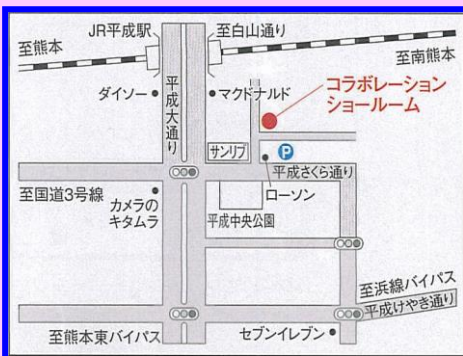 JR平成駅
至白山通り
至熊本
至南熊本
ダイソー
マクドナルド
コラボレーション
ショールーム
平成大通り
サンリブ
P
平成さくら通り
至国道3号線
カメラの
キタムラ
ローソン
平成中央公園
至浜線バイパス
平成けやき通り
至熊本東バイパス
セブンイレブン